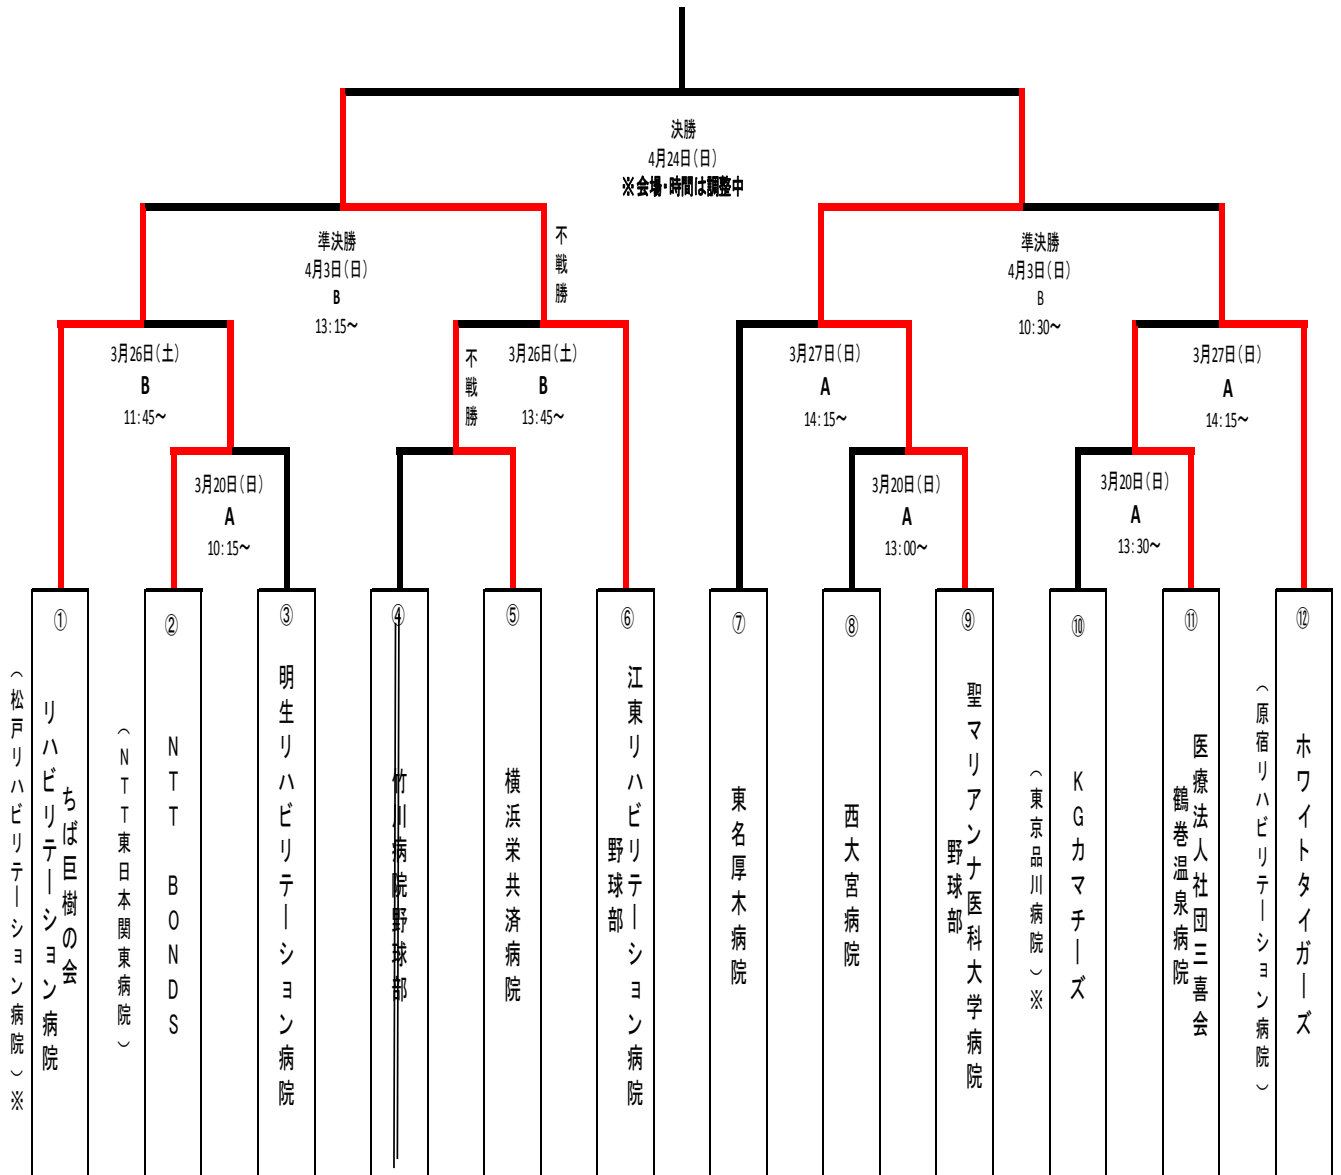 決勝
4月24日(日)
※会場・時間は調整中
準決勝
4月3日(日)
B
13:15~
不戦勝
準決勝
4月3日(日)
B
10:30~
3月26日(土)
B
11:45~
不戦勝
3月26日(土)
B
13:45~
3月27日(日)
A
14:15~
3月27日(日)
A
14:15~
3月20日(日)
A
10:15~
3月20日(日)
A
13:00~
3月20日(日)
A
13:30~
①
ちば巨樹の会
リハビリテーション病院
(松戸リハビリテーション病院)※
②
NTT BONDS
(NTT東日本関東病院)
③
明生リハビリテーション病院
④
竹川病院野球部
⑤
横浜栄共済病院
⑥
江東リハビリテーション病院
野球部
⑦
東名厚木病院
⑧
西大宮病院
⑨
聖マリアンナ医科大学病院
野球部
⑩
KGカマチーズ
(東京品川病院)※
⑪
医療法人社団三喜会
鶴巻温泉病院
⑫
ホワイトタイガーズ
(原宿リハビリテーション病院)